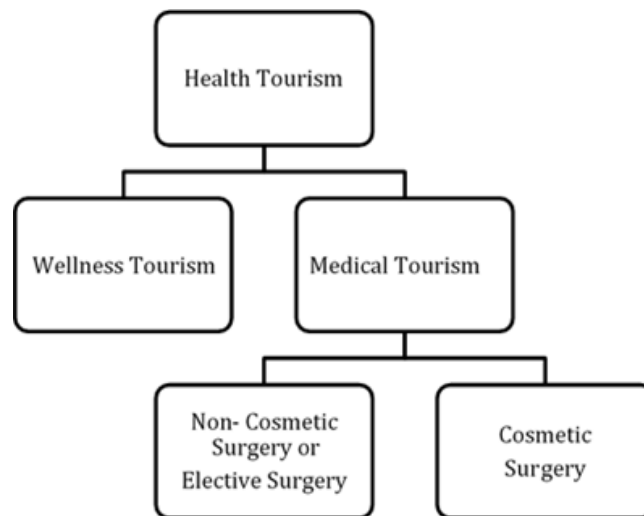 Health Tourism
Wellness Tourism
Medical Tourism
Non- Cosmetic
Surgery or
Elective Surgery
Cosmetic
Surgery